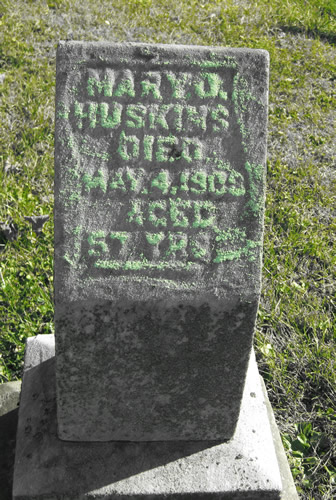 MARY O.
HUSKINS
DIED
MAY. 4, 1909
AGED
57 YRS